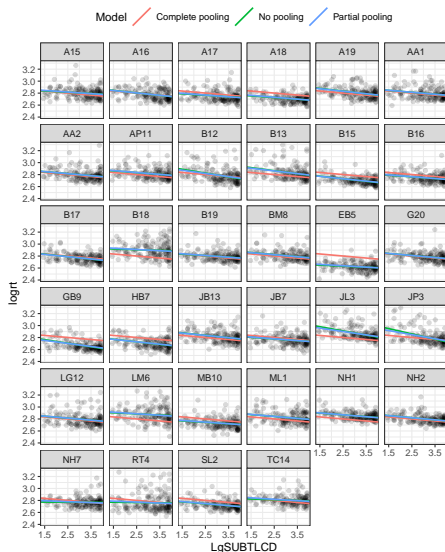 Model Complete pooling No pooling Partial pooling
A15 A16 A17 A18 A19 AA1
3.2
3.0
2.8
2.6
2.4
AA2 AP11 B12 B13 B15 B16
3.2
3.0
2.8
2.6
2.4
B17 B18 B19 BM8 EB5 G20
3.2
3.0
2.8
2.6
2.4
logrt
GB9 HB7 JB13 JB7 JL3 JP3
3.2
3.0
2.8
2.6
2.4
LG12 LM6 MB10 ML1 NH1 NH2
3.2
3.0
2.8
2.6
2.4
1.5 2.5 3.5 1.5 2.5 3.5
NH7 RT4 SL2 TC14
3.2
3.0
2.8
2.6
2.4
1.5 2.5 3.5 1.5 2.5 3.5 1.5 2.5 3.5 1.5 2.5 3.5
LgSUBTLCD